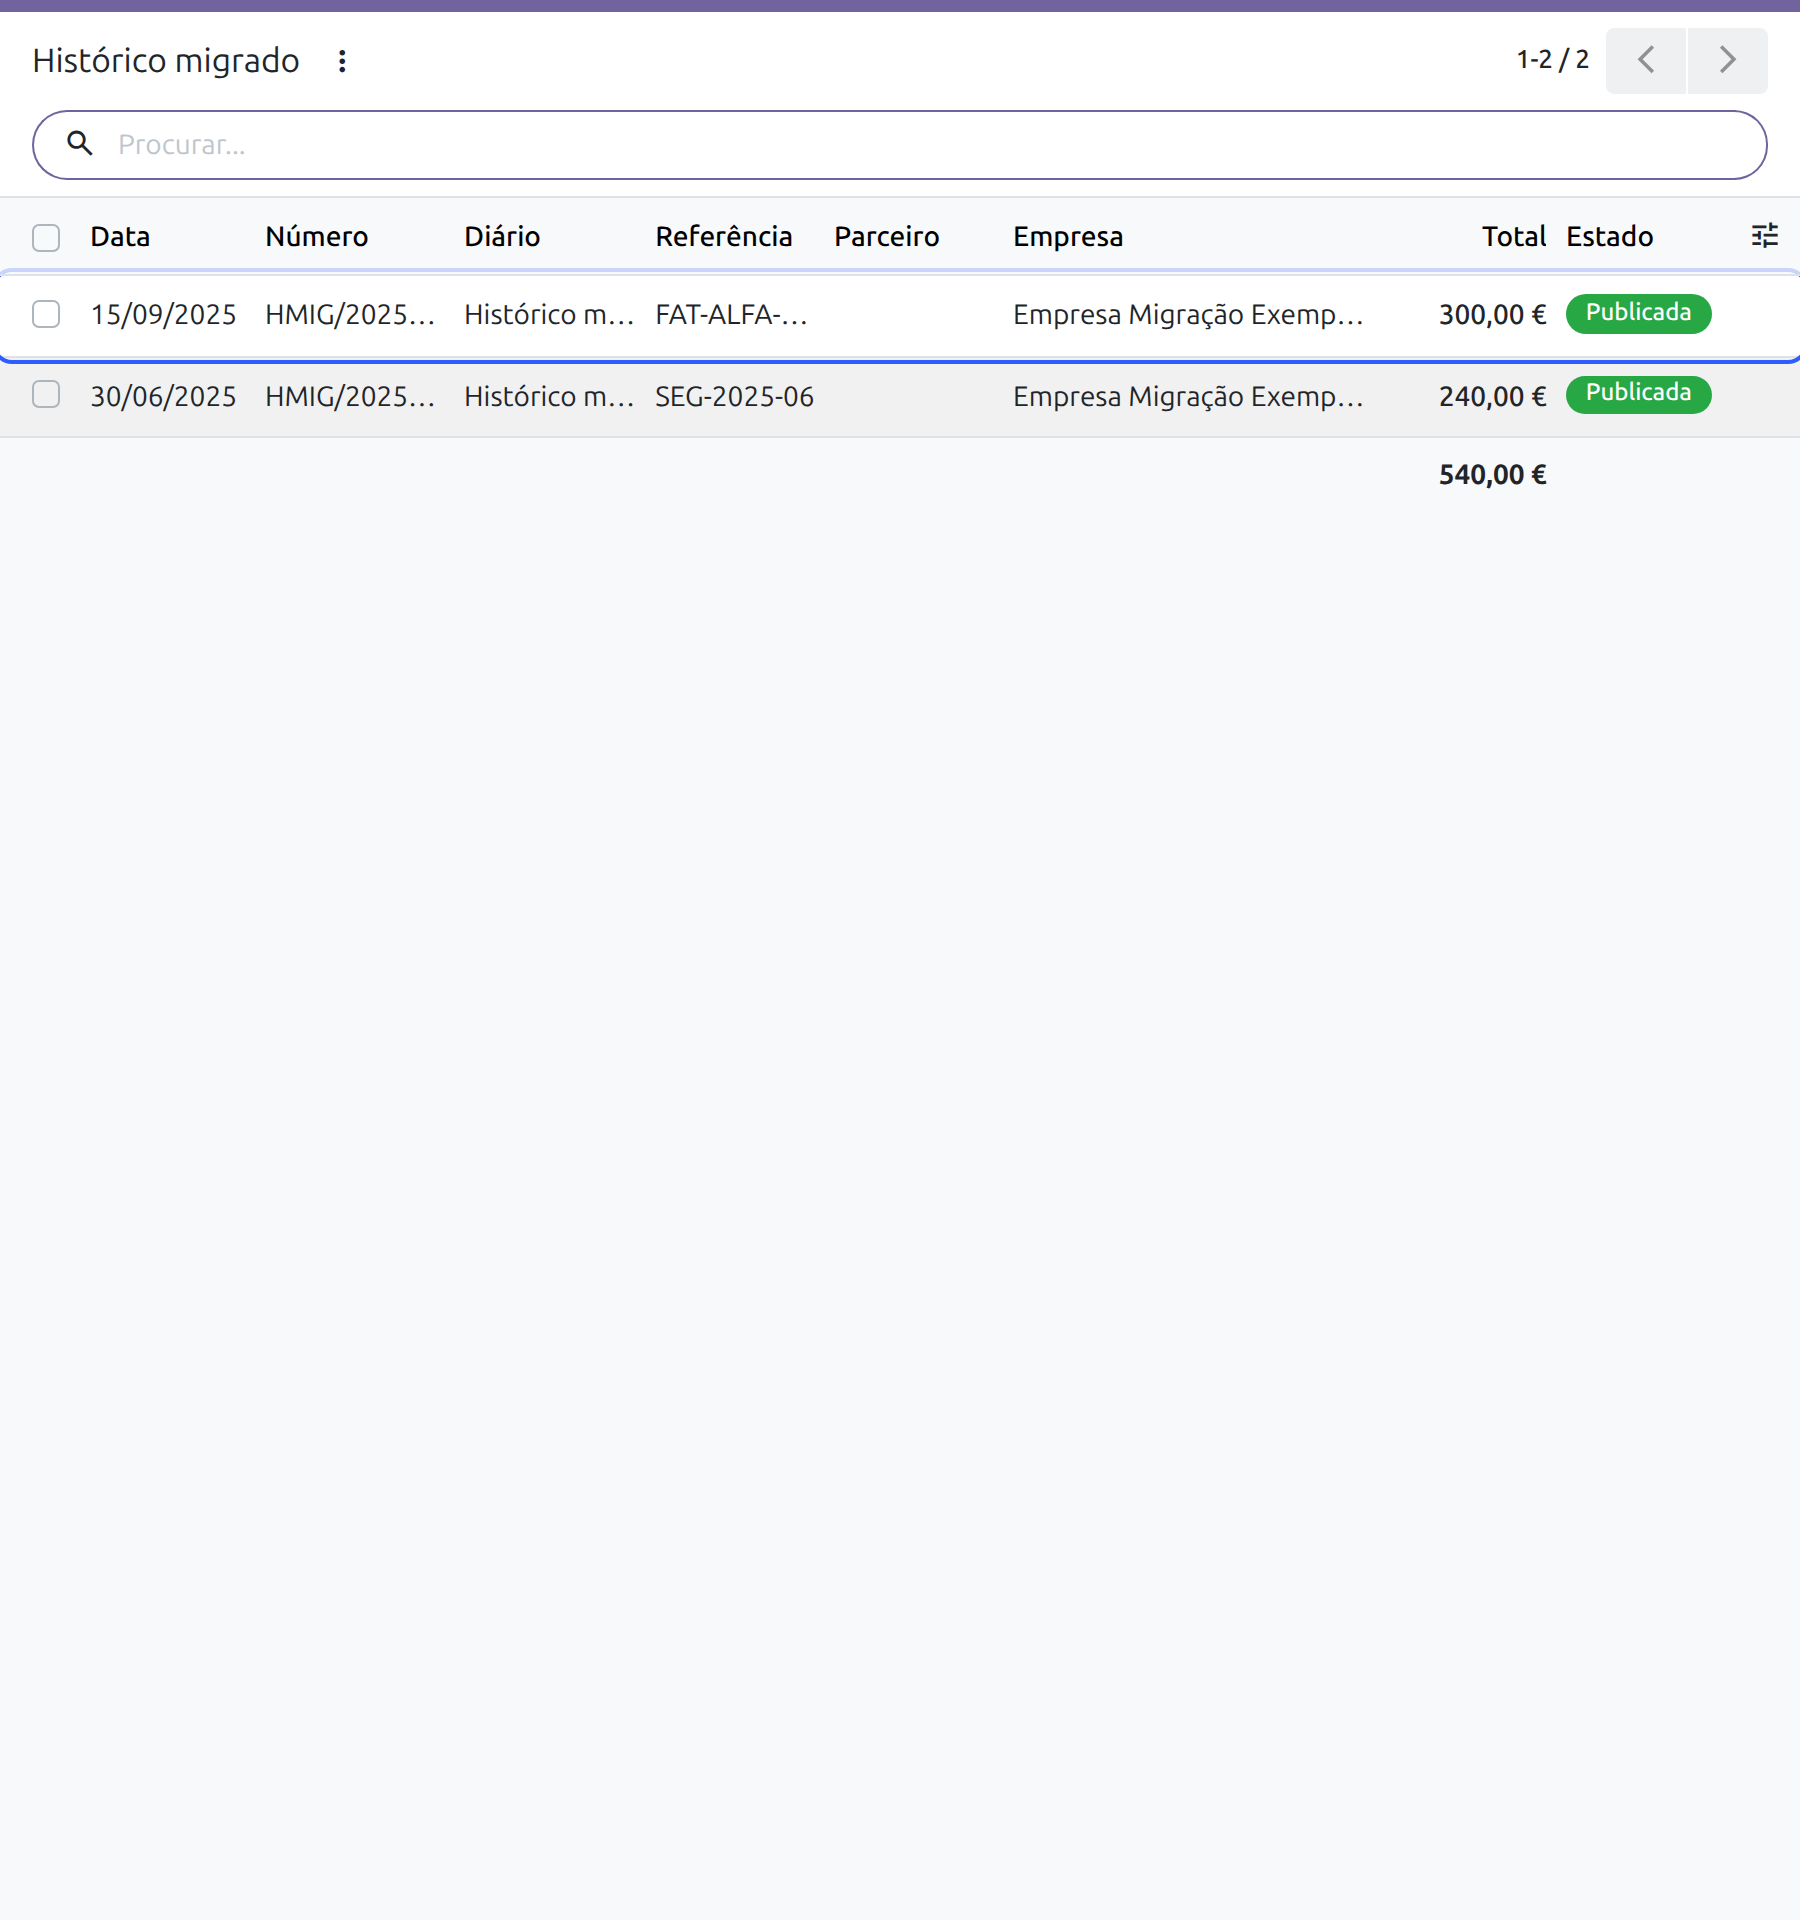 Histórico migrado
1-2 / 2
Procurar...
Data Número Diário Referência Parceiro Empresa Total Estado
15/09/2025 HMIG/2025... Histórico m... FAT-ALFA-... Empresa Migração Exemp... 300,00 € Publicada
30/06/2025 HMIG/2025... Histórico m... SEG-2025-06 Empresa Migração Exemp... 240,00 € Publicada
540,00 €